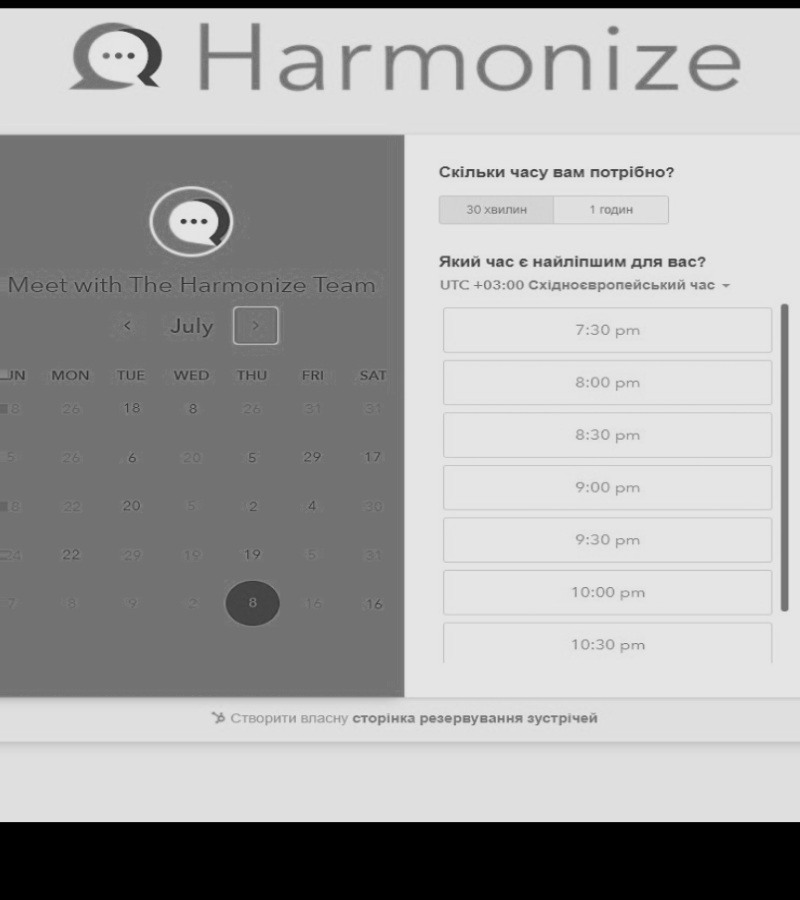 Harmonize
Meet with The Harmonize Team
July
MON TUE WED THU FRI SAT
26 18 8 26 31 31
5 26 6 20 5 29 17
8 22 20 5 2 4 30
24 22 29 19 19 5 31
7 8 9 2 8 16 16
Скільки часу вам потрібно?
30 хвилин 1 годин
Який час є найліпшим для вас?
UTC +03:00 Східноєвропейський час
7:30 pm
8:00 pm
8:30 pm
9:00 pm
9:30 pm
10:00 pm
10:30 pm
Створити власну сторінка резервування зустрічей